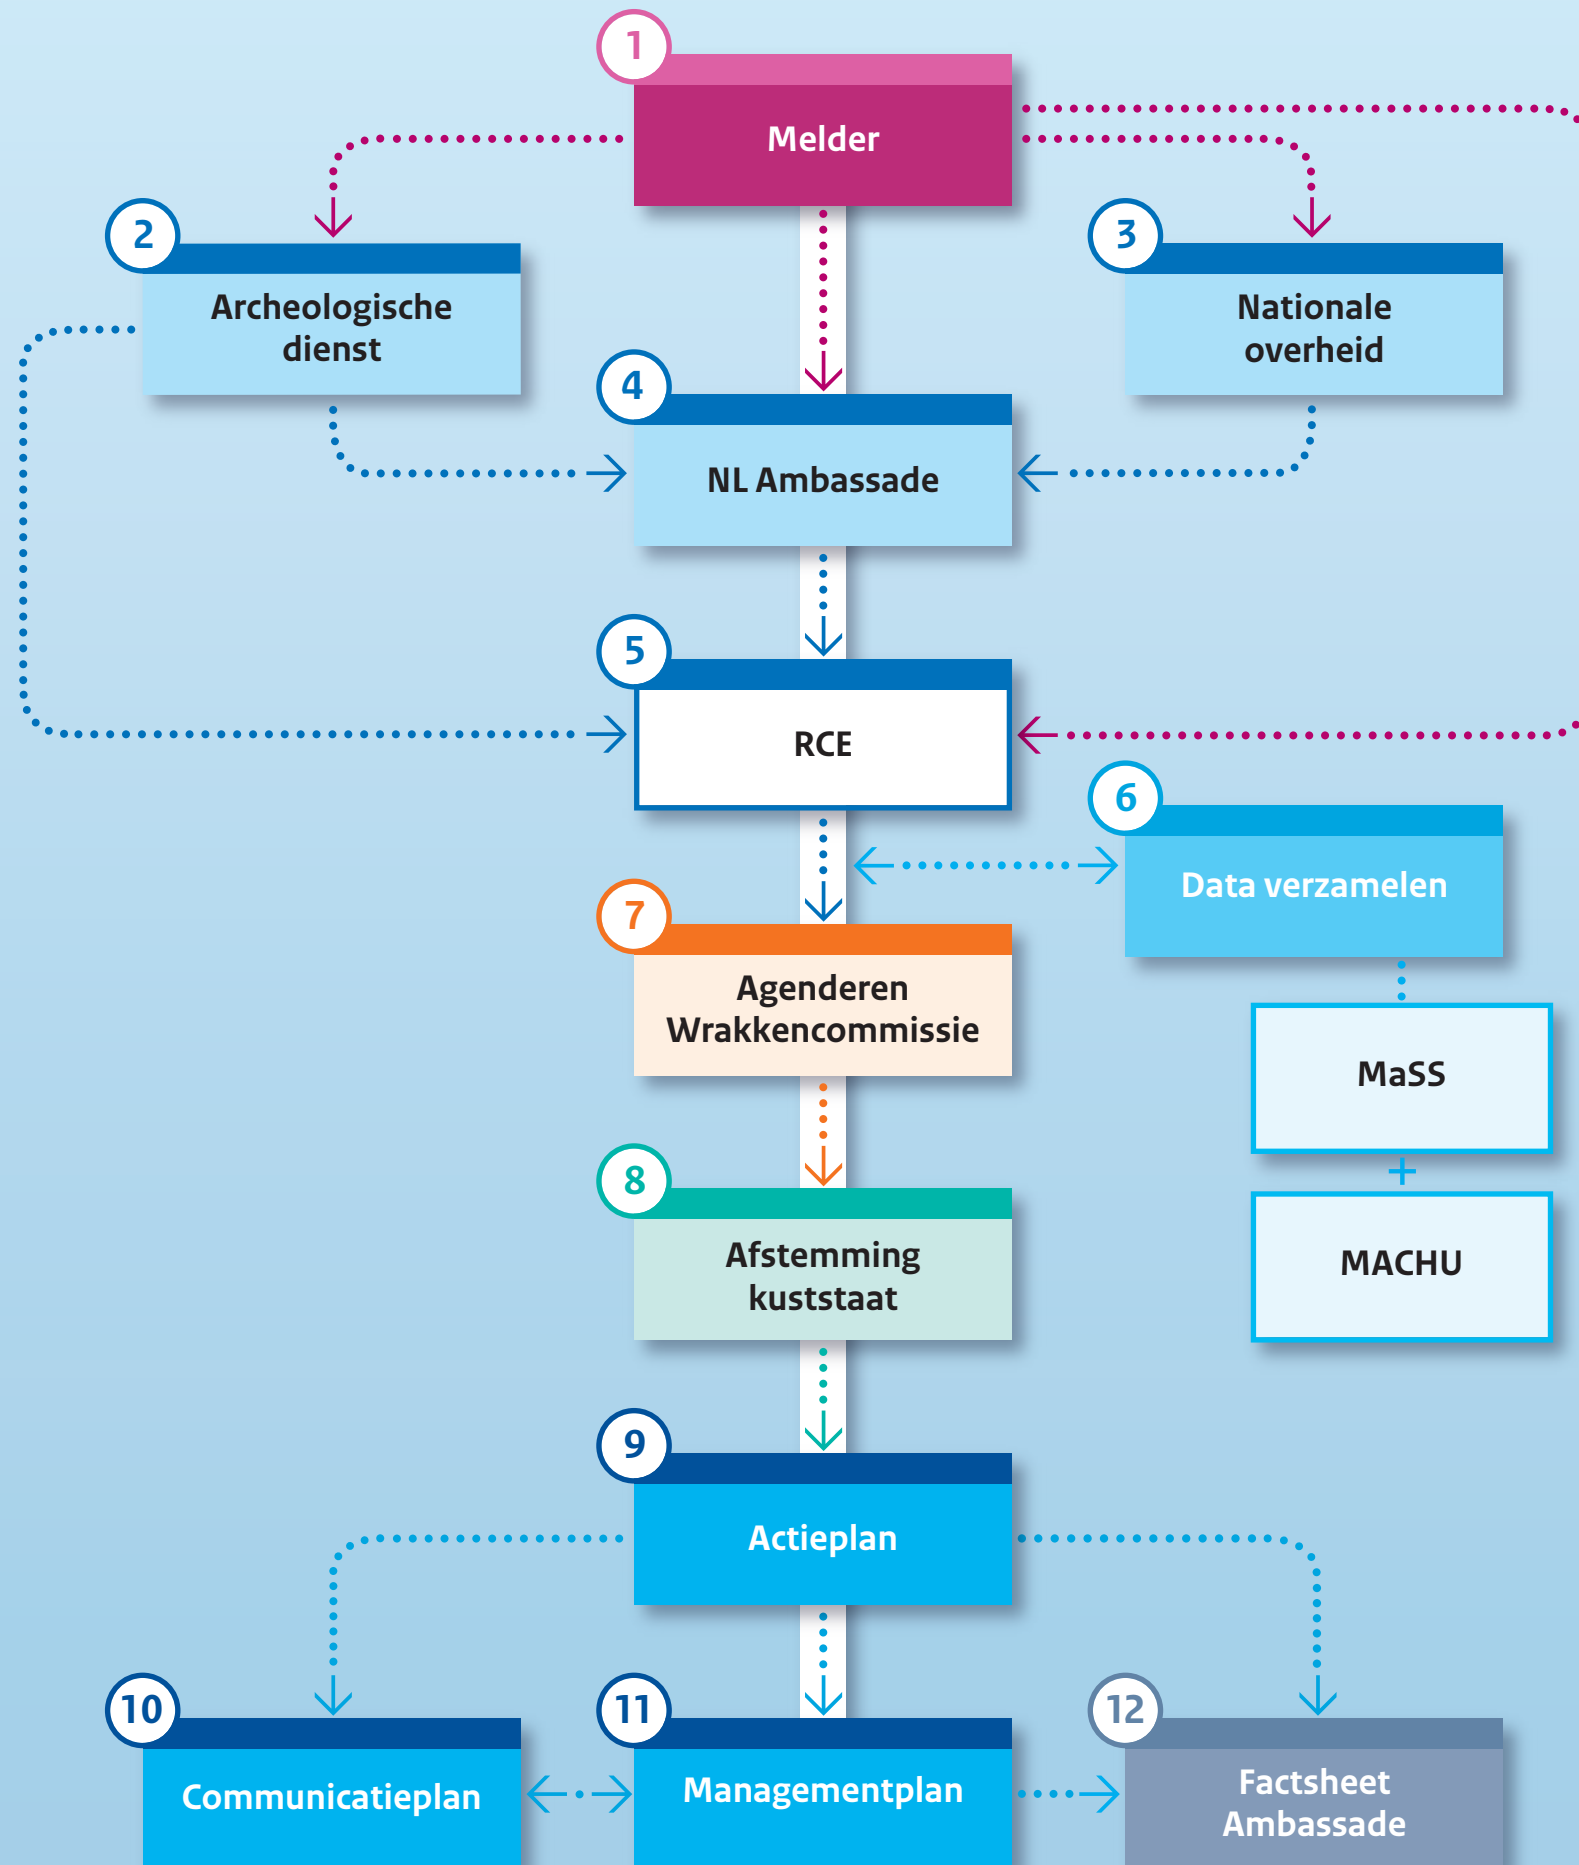 1
Melder
2
Archeologische
dienst
3
Nationale
overheid
4
NL Ambassade
5
RCE
6
Data verzamelen
7
Agenderen
Wrakkencommissie
MaSS
+
MACHU
8
Afstemming
kuststaat
9
Actieplan
10
Communicatieplan
11
Managementplan
12
Factsheet
Ambassade